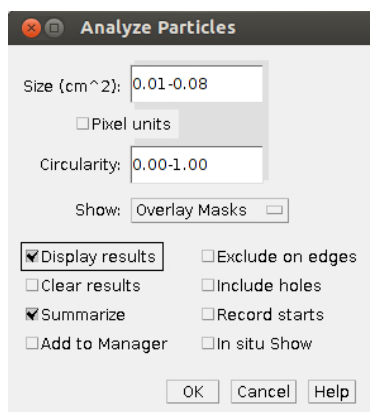 Analyze Particles
Size (cm^2): 0.01-0.08
Pixel units
Circularity: 0.00-1.00
Show: Overlay Masks
Display results Exclude on edges
Clear results Include holes
Summarize Record starts
Add to Manager In situ Show
OK Cancel Help